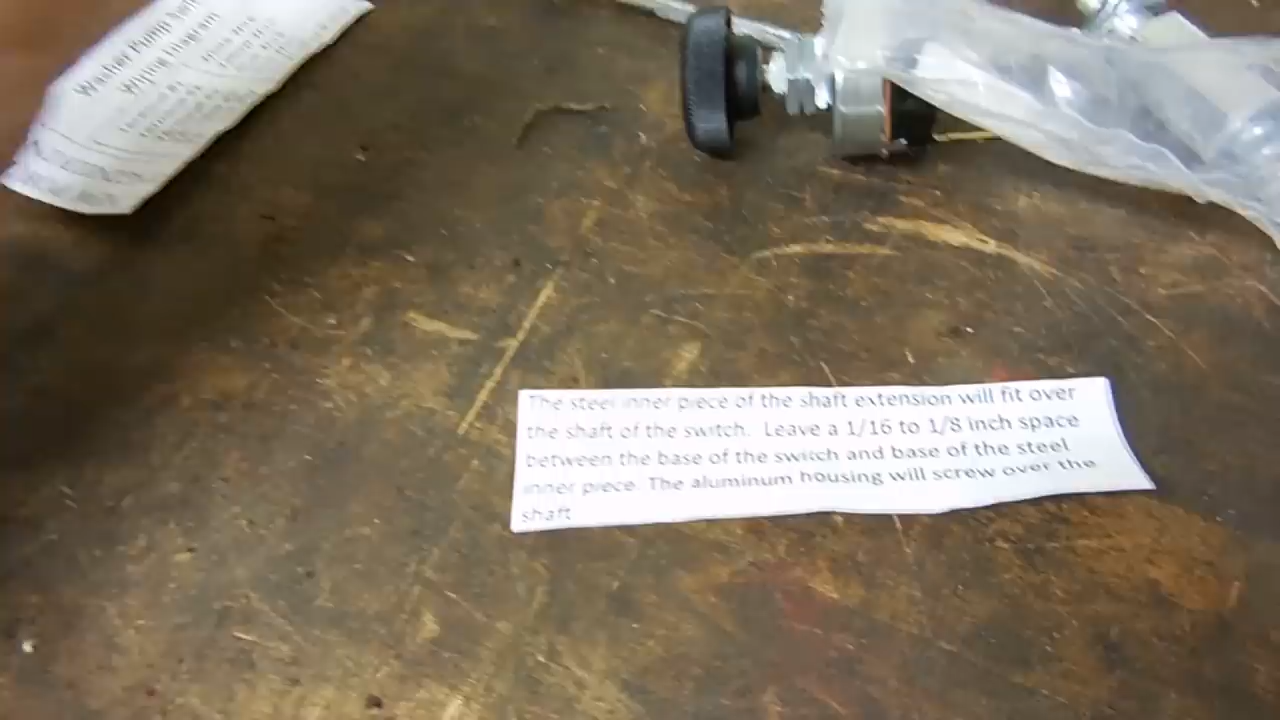 Washer Pump
Wiring Diagram
The steel inner piece of the shaft extension will fit over
the shaft of the switch. Leave a 1/16 to 1/8 inch space
between the base of the switch and base of the steel
inner piece. The aluminum housing will screw over the
shaft